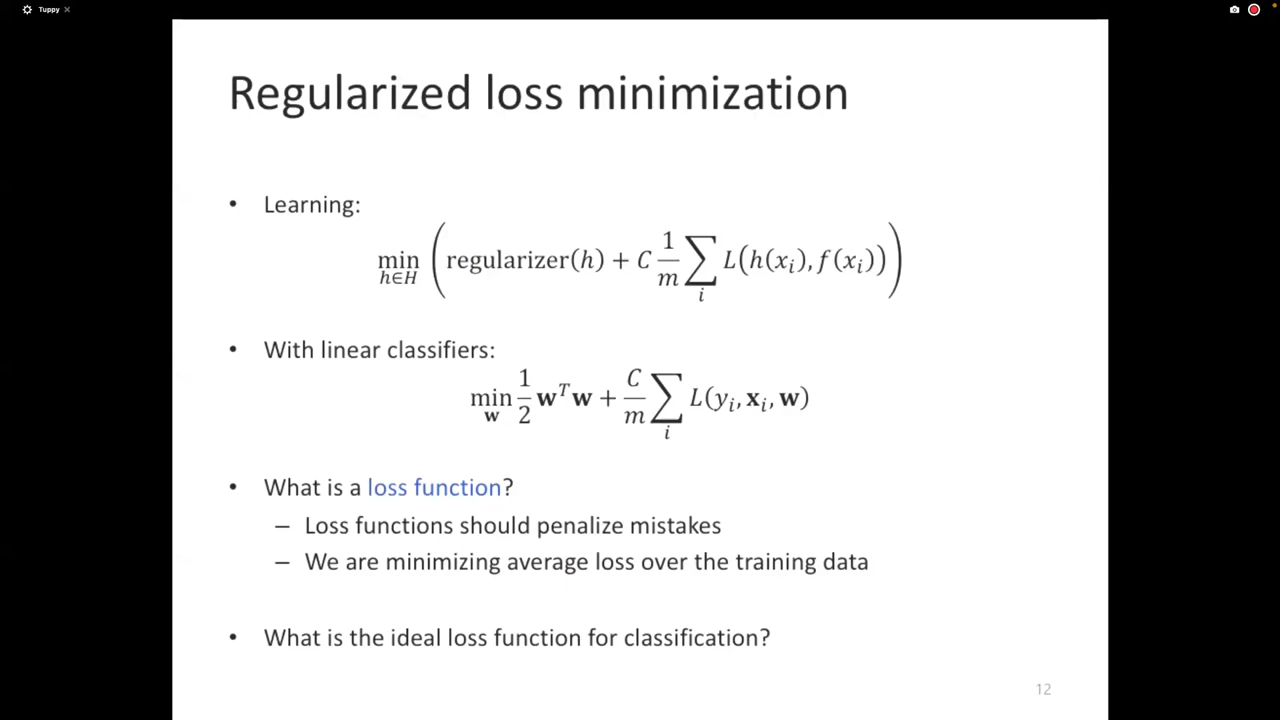 Tuppy ×
Regularized loss minimization
• Learning:
min_{h∈H} ( regularizer(h) + C 1/m ∑_i L(h(x_i), f(x_i)) )
• With linear classifiers:
min_w 1/2 w^T w + C/m ∑_i L(y_i, x_i, w)
• What is a loss function?
– Loss functions should penalize mistakes
– We are minimizing average loss over the training data
• What is the ideal loss function for classification?
12